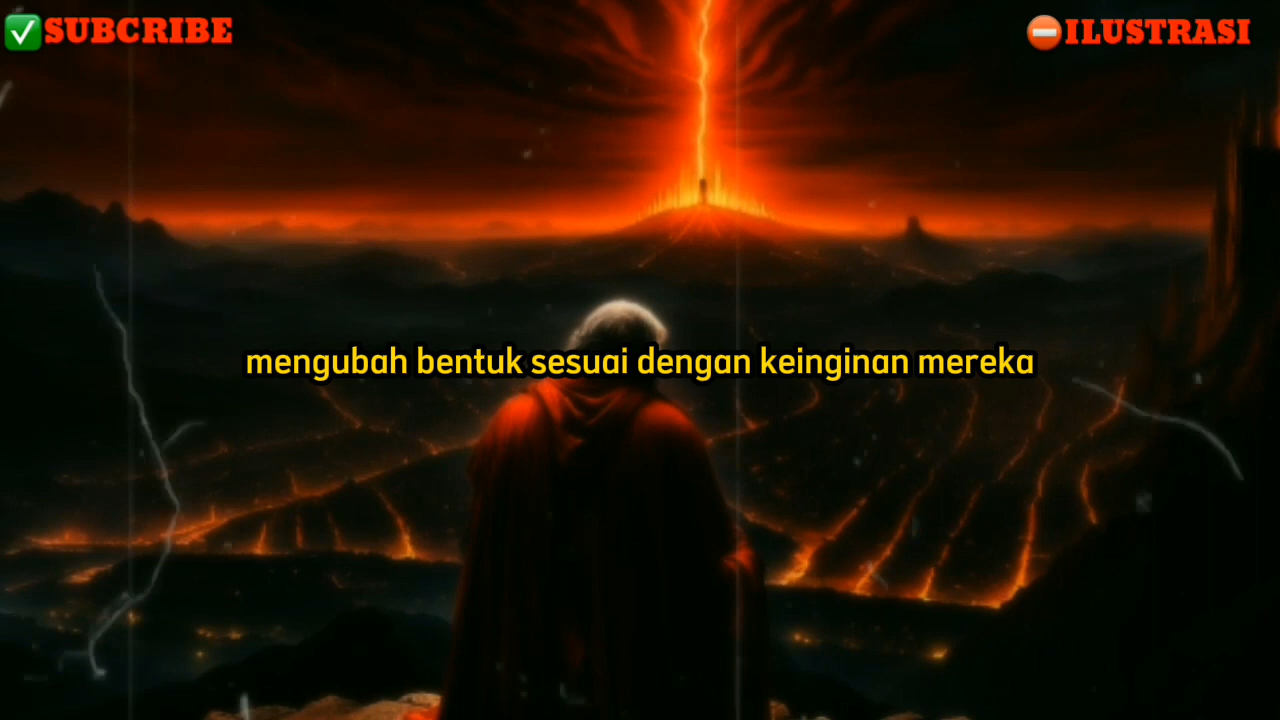 ✅SUBCRIBE
⛔ILUSTRASI
mengubah bentuk sesuai dengan keinginan mereka